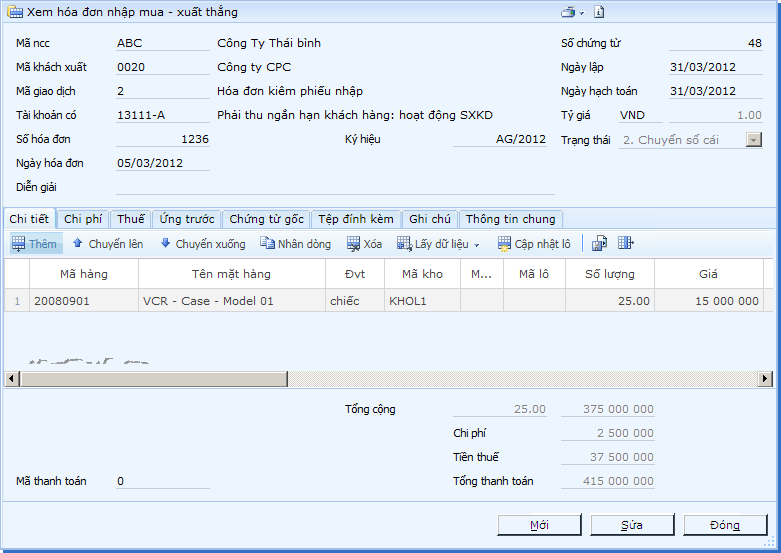 Xem hóa đơn nhập mua - xuất thẳng
Mã ncc ABC Công Ty Thái bình Số chứng từ 48
Mã khách xuất 0020 Công ty CPC Ngày lập 31/03/2012
Mã giao dịch 2 Hóa đơn kiêm phiếu nhập Ngày hạch toán 31/03/2012
Tài khoản có 13111-A Phải thu ngắn hạn khách hàng: hoạt động SXKD Tỷ giá VND 1.00
Số hóa đơn 1236 Ký hiệu AG/2012 Trạng thái 2. Chuyển sổ cái
Ngày hóa đơn 05/03/2012
Diễn giải
Chi tiết Chi phí Thuế Ứng trước Chứng từ gốc Tệp đính kèm Ghi chú Thông tin chung
Thêm Chuyển lên Chuyển xuống Nhân dòng Xóa Lấy dữ liệu Cập nhật lô
Mã hàng Tên mặt hàng Đvt Mã kho M... Mã lô Số lượng Giá
1 20080901 VCR - Case - Model 01 chiếc KHOL1 25.00 15 000 000
Tổng cộng 25.00 375 000 000
Chi phí 2 500 000
Tiền thuế 37 500 000
Mã thanh toán 0 Tổng thanh toán 415 000 000
Mới Sửa Đóng